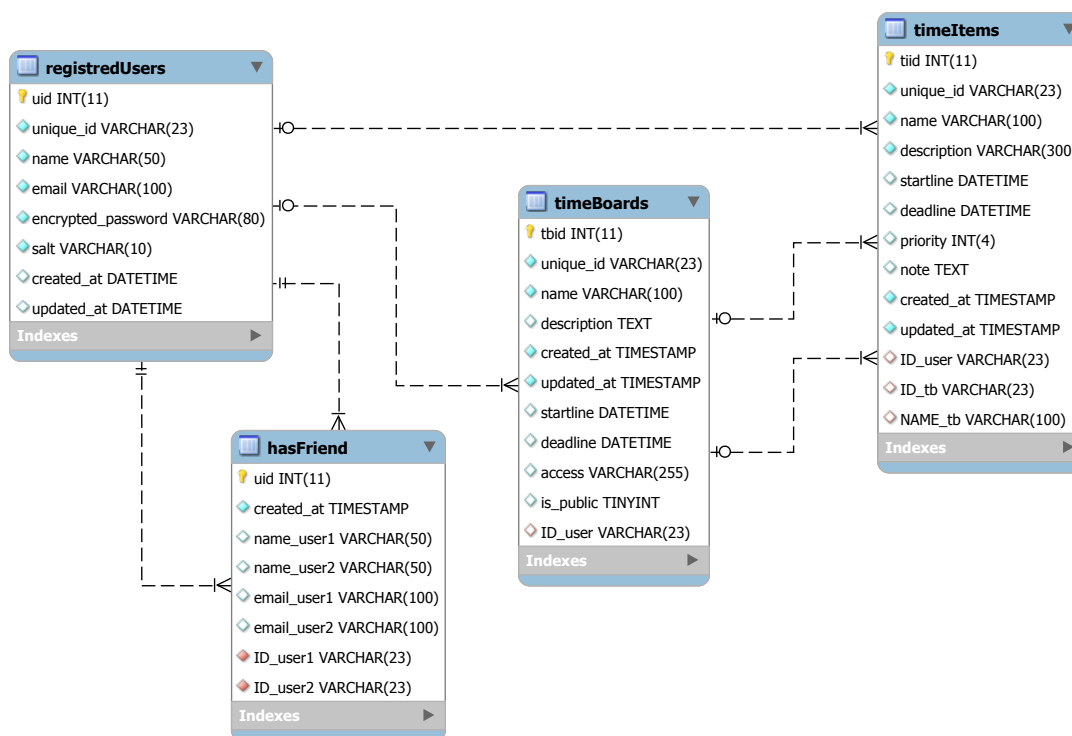 registredUsers
uid INT(11)
unique_id VARCHAR(23)
name VARCHAR(50)
email VARCHAR(100)
encrypted_password VARCHAR(80)
salt VARCHAR(10)
created_at DATETIME
updated_at DATETIME
Indexes
hasFriend
uid INT(11)
created_at TIMESTAMP
name_user1 VARCHAR(50)
name_user2 VARCHAR(50)
email_user1 VARCHAR(100)
email_user2 VARCHAR(100)
ID_user1 VARCHAR(23)
ID_user2 VARCHAR(23)
Indexes
timeBoards
tbid INT(11)
unique_id VARCHAR(23)
name VARCHAR(100)
description TEXT
created_at TIMESTAMP
updated_at TIMESTAMP
startline DATETIME
deadline DATETIME
access VARCHAR(255)
is_public TINYINT
ID_user VARCHAR(23)
Indexes
timeItems
tiid INT(11)
unique_id VARCHAR(23)
name VARCHAR(100)
description VARCHAR(300
startline DATETIME
deadline DATETIME
priority INT(4)
note TEXT
created_at TIMESTAMP
updated_at TIMESTAMP
ID_user VARCHAR(23)
ID_tb VARCHAR(23)
NAME_tb VARCHAR(100)
Indexes